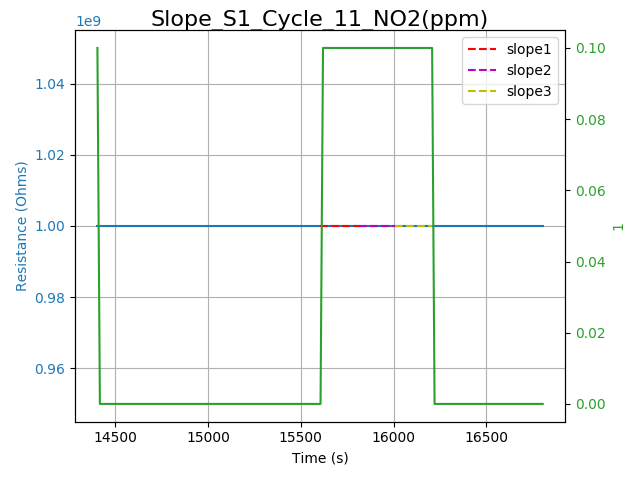 Slope_S1_Cycle_11_NO2(ppm)
1e9
slope1
slope2
slope3
1.04
1.02
1.00
0.98
0.96
Resistance (Ohms)
0.10
0.08
0.06
0.04
0.02
0.00
1
14500 15000 15500 16000 16500
Time (s)